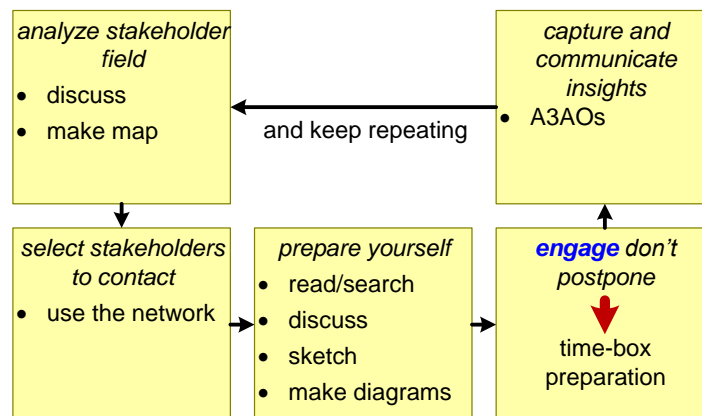 analyze stakeholder
field
• discuss
• make map
and keep repeating
capture and
communicate
insights
• A3AOs
select stakeholders
to contact
• use the network
prepare yourself
• read/search
• discuss
• sketch
• make diagrams
engage don't
postpone
time-box
preparation